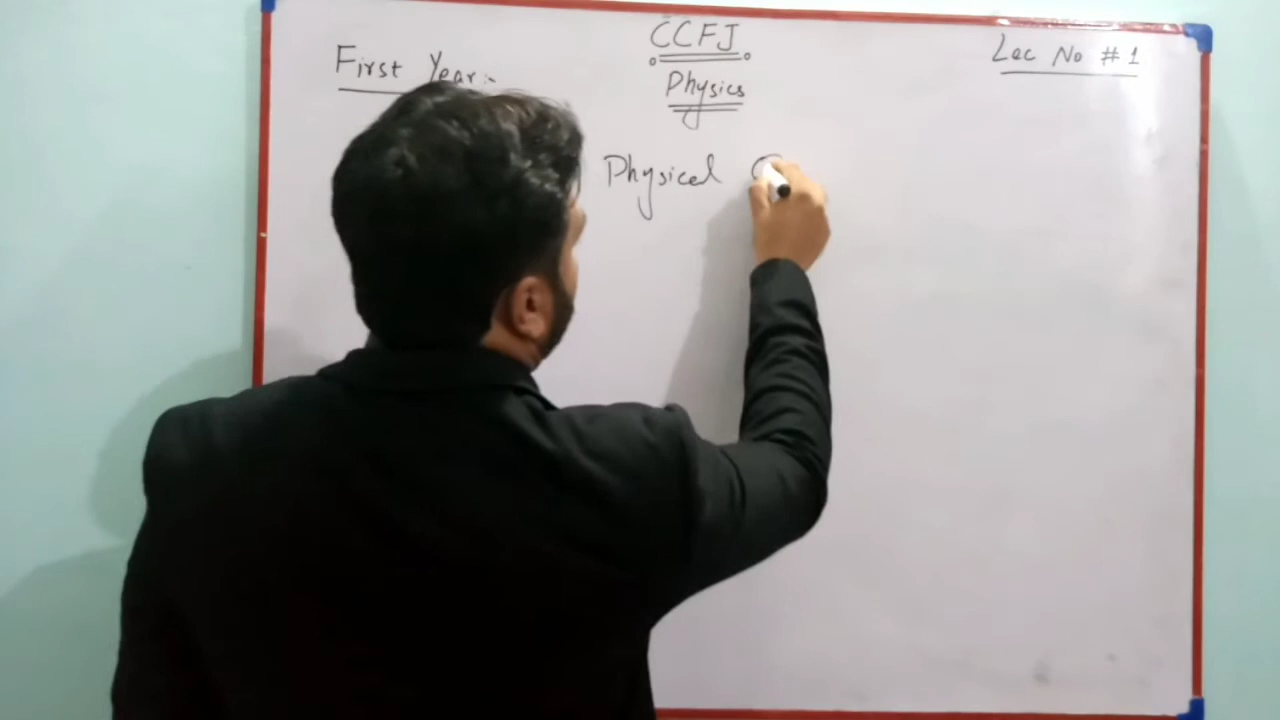 CCFJ
First Year:-
Lec No # 1
Physics
Physical